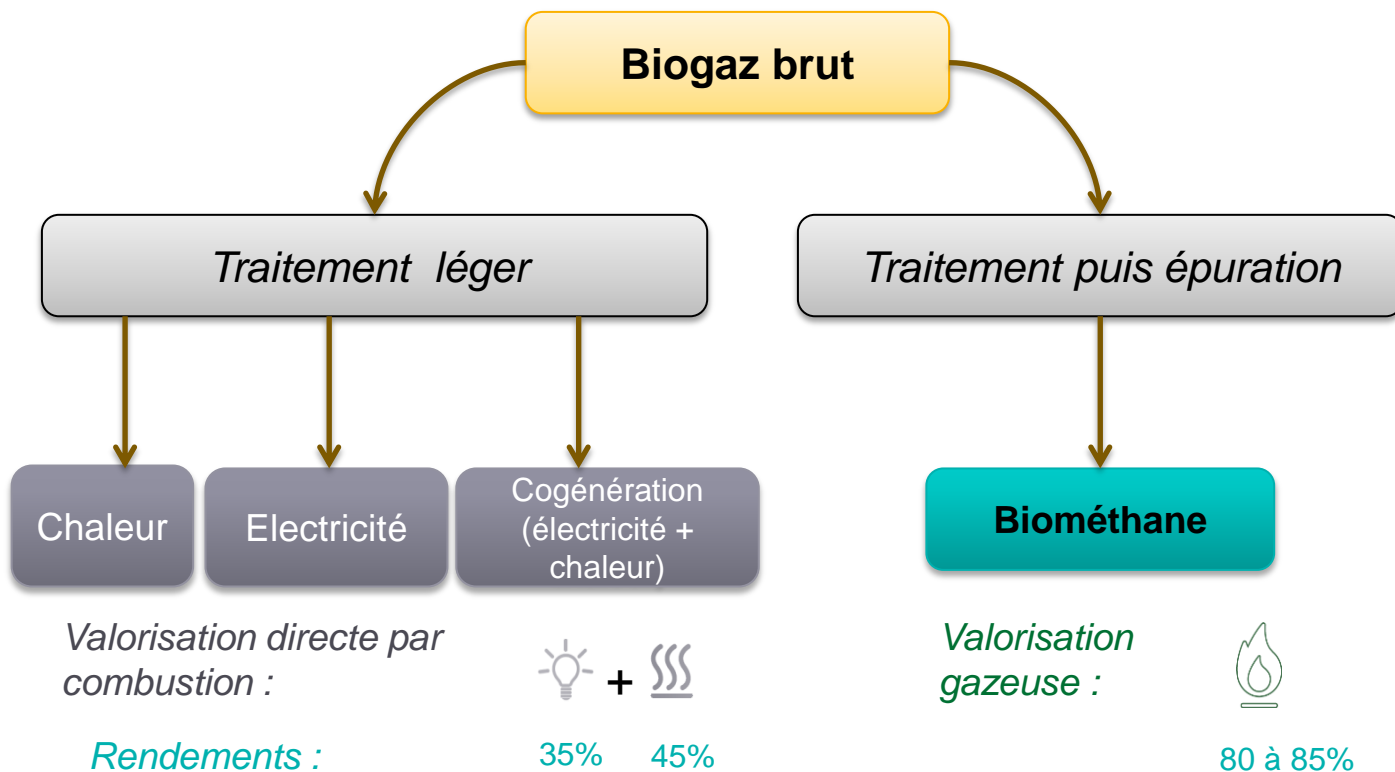 Biogaz brut
Traitement léger
Traitement puis épuration
Chaleur
Electricité
Cogénération
(électricité +
chaleur)
Biométhane
Valorisation directe par
combustion :
+
Valorisation
gazeuse :
Rendements :
35%
45%
80 à 85%